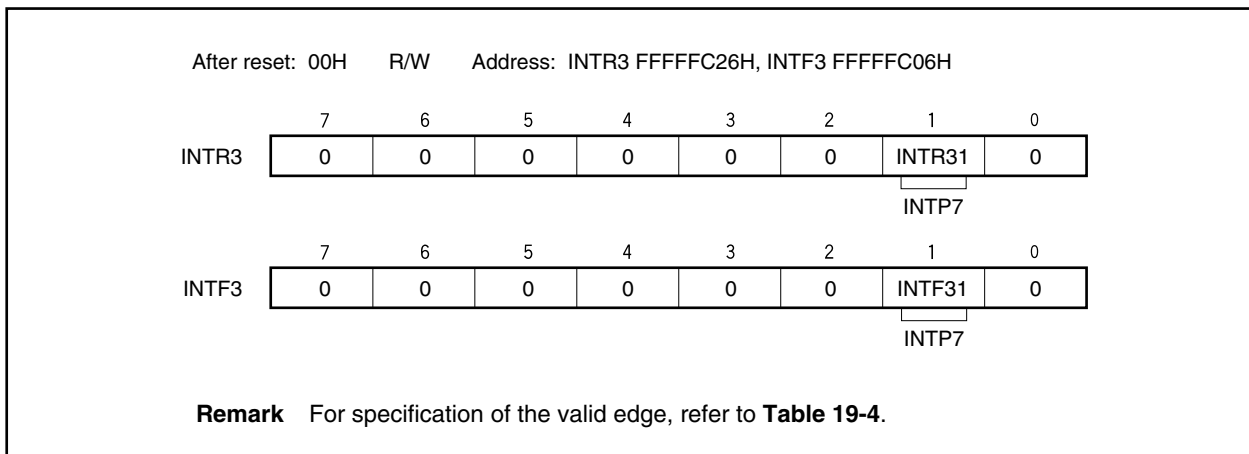 After reset: 00H R/W Address: INTR3 FFFFFC26H, INTF3 FFFFFC06H
7 6 5 4 3 2 1 0
INTR3 0 0 0 0 0 0 INTR31 0
INTP7
7 6 5 4 3 2 1 0
INTF3 0 0 0 0 0 0 INTF31 0
INTP7
Remark For specification of the valid edge, refer to Table 19-4.